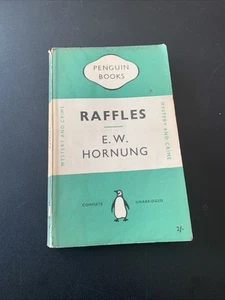 PENGUIN
BOOKS
MYSTERY AND CRIME
RAFFLES
E. W.
HORNUNG
MYSTERY AND CRIME
COMPLETE
UNABRIDGED
2/-